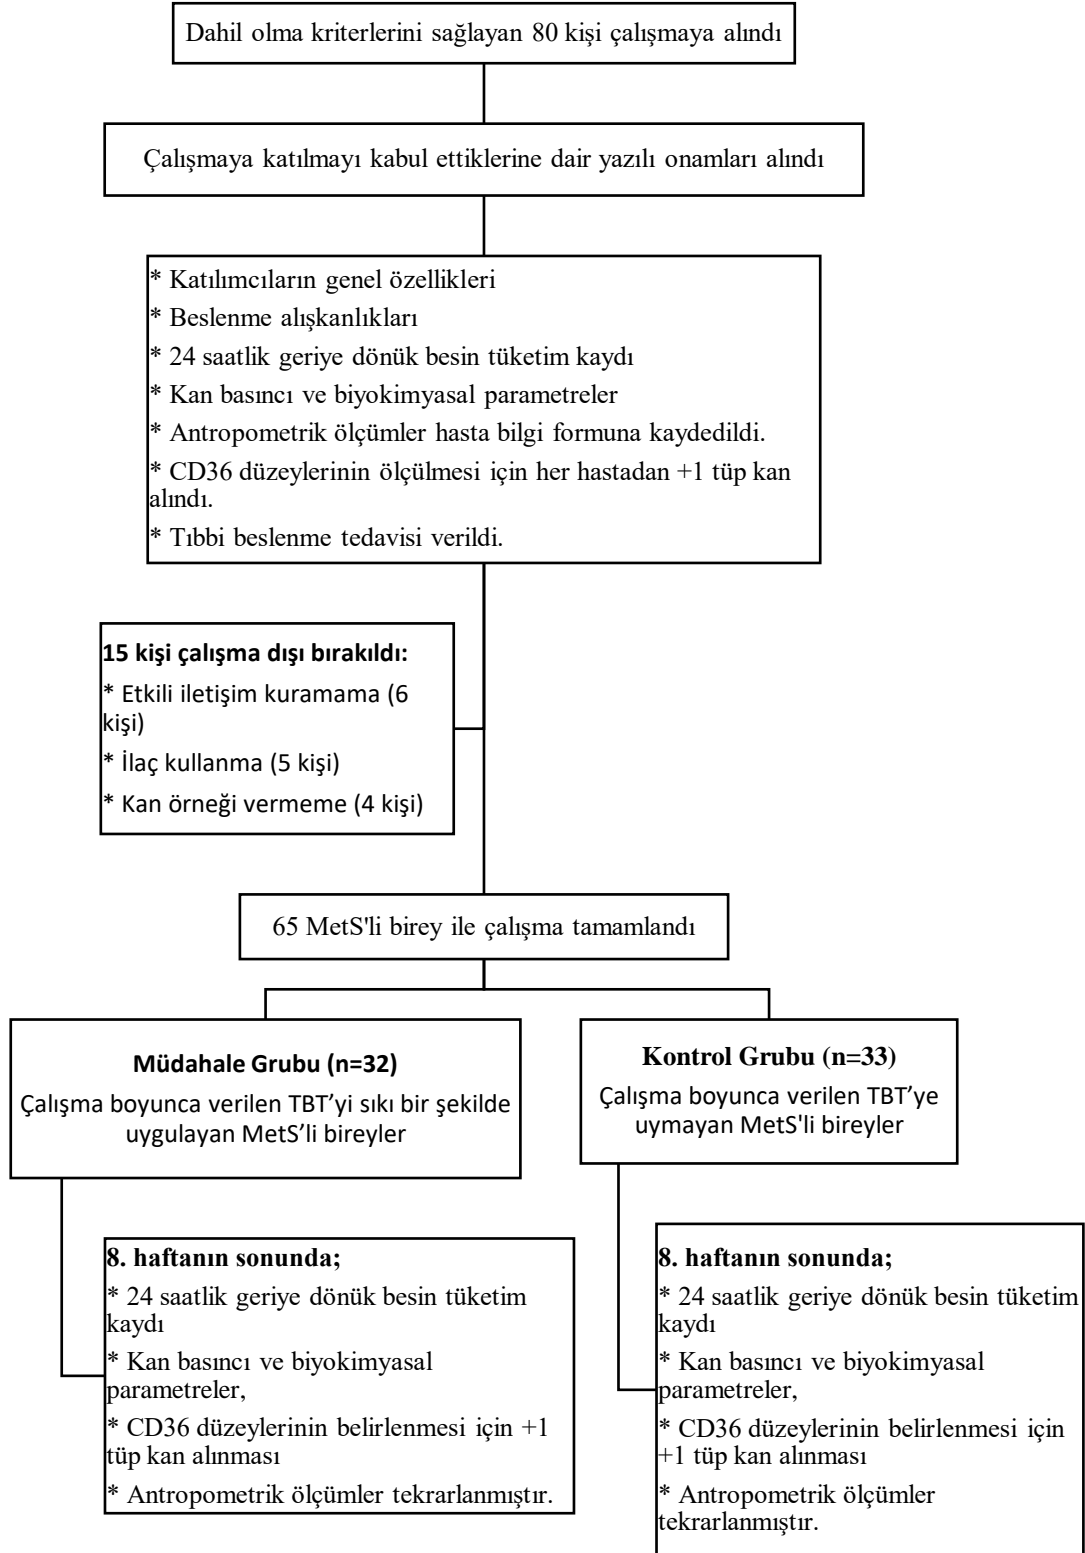 Dahil olma kriterlerini sağlayan 80 kişi çalışmaya alındı
Çalışmaya katılmayı kabul ettiklerine dair yazılı onamları alındı
* Katılımcıların genel özellikleri
* Beslenme alışkanlıkları
* 24 saatlik geriye dönük besin tüketim kaydı
* Kan basıncı ve biyokimyasal parametreler
* Antropometrik ölçümler hasta bilgi formuna kaydedildi.
* CD36 düzeylerinin ölçülmesi için her hastadan +1 tüp kan
alındı.
* Tıbbi beslenme tedavisi verildi.
15 kişi çalışma dışı bırakıldı:
* Etkili iletişim kuramama (6
kişi)
* İlaç kullanma (5 kişi)
* Kan örneği vermeme (4 kişi)
65 MetS'li birey ile çalışma tamamlandı
Müdahale Grubu (n=32)
Çalışma boyunca verilen TBT’yi sıkı bir şekilde
uygulayan MetS’li bireyler
Kontrol Grubu (n=33)
Çalışma boyunca verilen TBT’ye
uymayan MetS'li bireyler
8. haftanın sonunda;
* 24 saatlik geriye dönük besin tüketim
kaydı
* Kan basıncı ve biyokimyasal
parametreler,
* CD36 düzeylerinin belirlenmesi için +1
tüp kan alınması
* Antropometrik ölçümler tekrarlanmıştır.
8. haftanın sonunda;
* 24 saatlik geriye dönük besin tüketim
kaydı
* Kan basıncı ve biyokimyasal
parametreler,
* CD36 düzeylerinin belirlenmesi için
+1 tüp kan alınması
* Antropometrik ölçümler
tekrarlanmıştır.